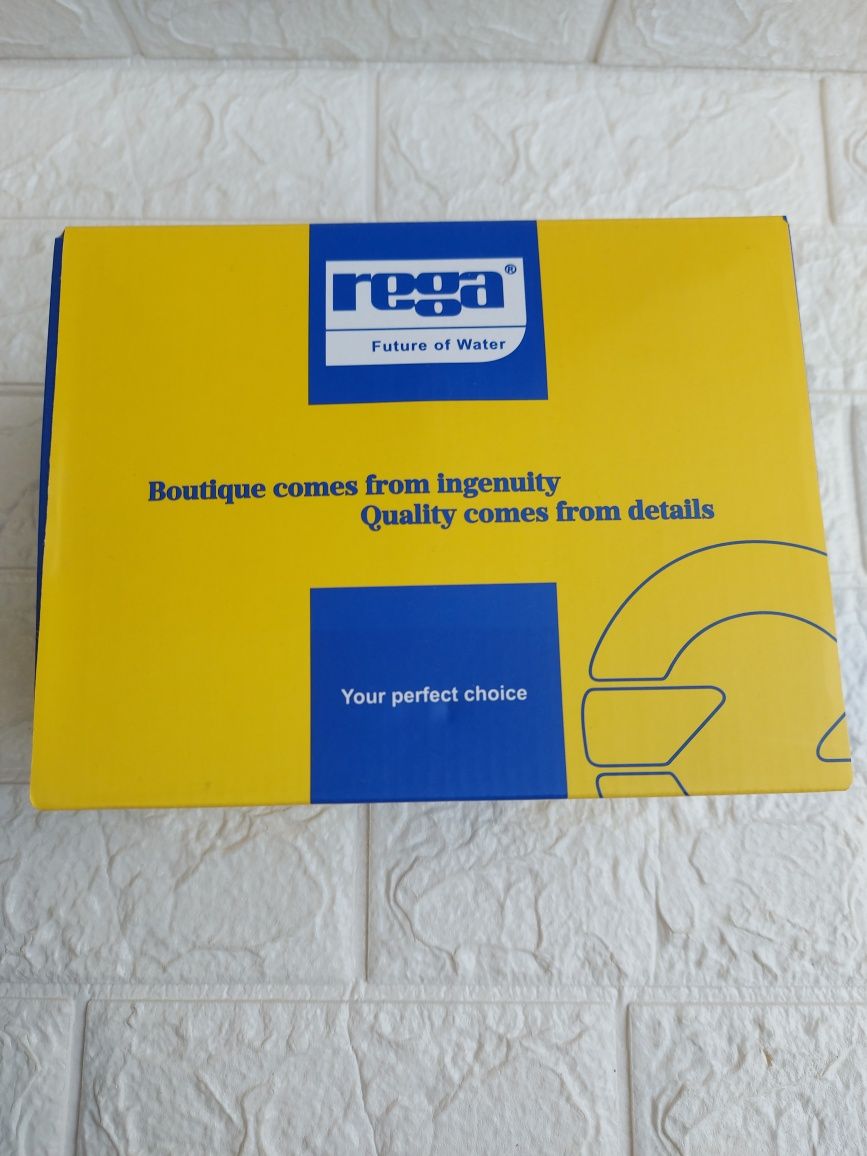 rega®
Future of Water
Boutique comes from ingenuity
Quality comes from details
Your perfect choice